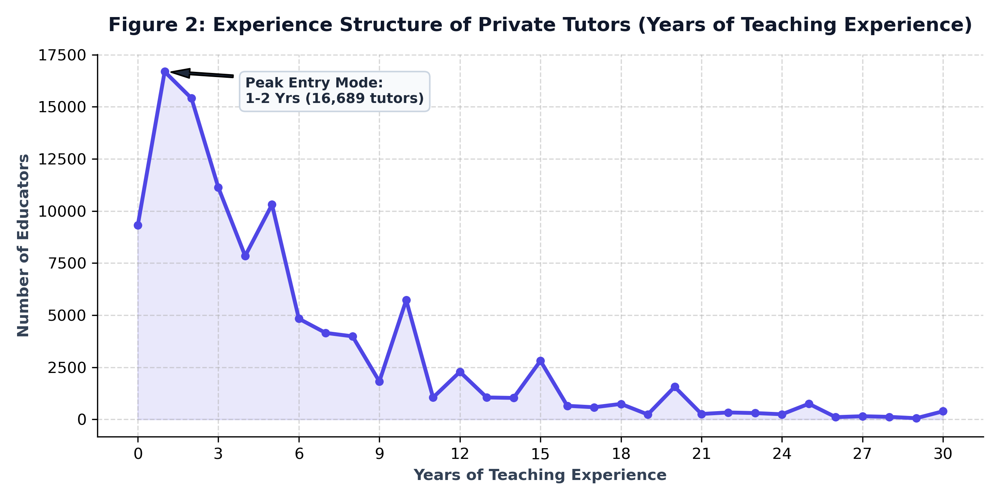 Figure 2: Experience Structure of Private Tutors (Years of Teaching Experience)
17500
15000
12500
10000
7500
5000
2500
0
Number of Educators
Peak Entry Mode:
1-2 Yrs (16,689 tutors)
0 3 6 9 12 15 18 21 24 27 30
Years of Teaching Experience